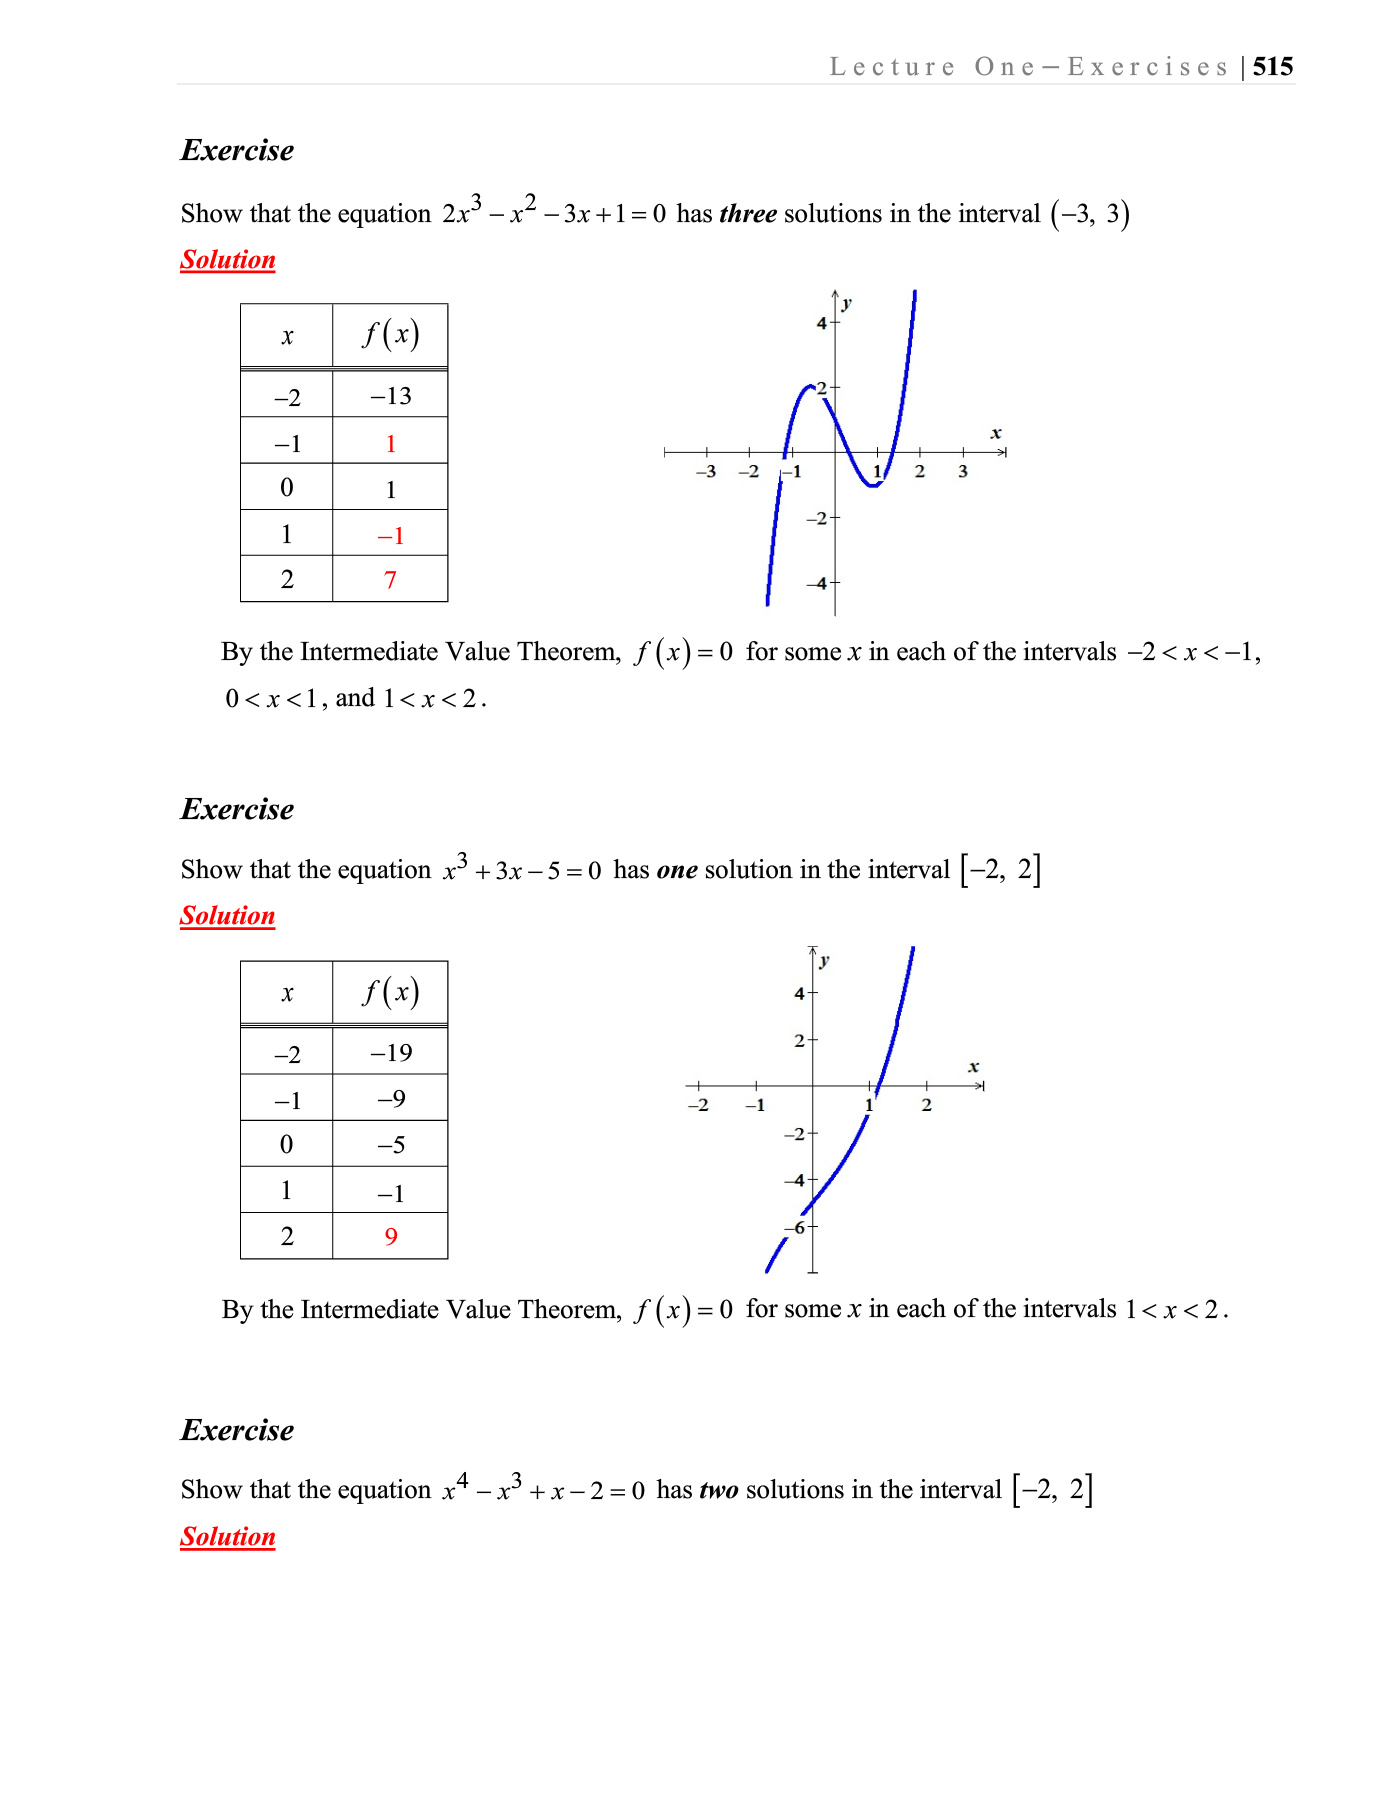 Lecture One—Exercises | 515
Exercise
Show that the equation 2x³ – x² – 3x + 1 = 0 has three solutions in the interval (–3, 3)
Solution
x f(x)
–2 –13
–1 1
0 1
1 –1
2 7
y
4
2
x
–3 –2 –1 1 2 3
–2
–4
By the Intermediate Value Theorem, f(x) = 0 for some x in each of the intervals –2 < x < –1,
0 < x < 1, and 1 < x < 2.
Exercise
Show that the equation x³ + 3x – 5 = 0 has one solution in the interval [–2, 2]
Solution
x f(x)
–2 –19
–1 –9
0 –5
1 –1
2 9
y
4
2
x
–2 –1 1 2
–2
–4
–6
By the Intermediate Value Theorem, f(x) = 0 for some x in each of the intervals 1 < x < 2.
Exercise
Show that the equation x⁴ – x³ + x – 2 = 0 has two solutions in the interval [–2, 2]
Solution